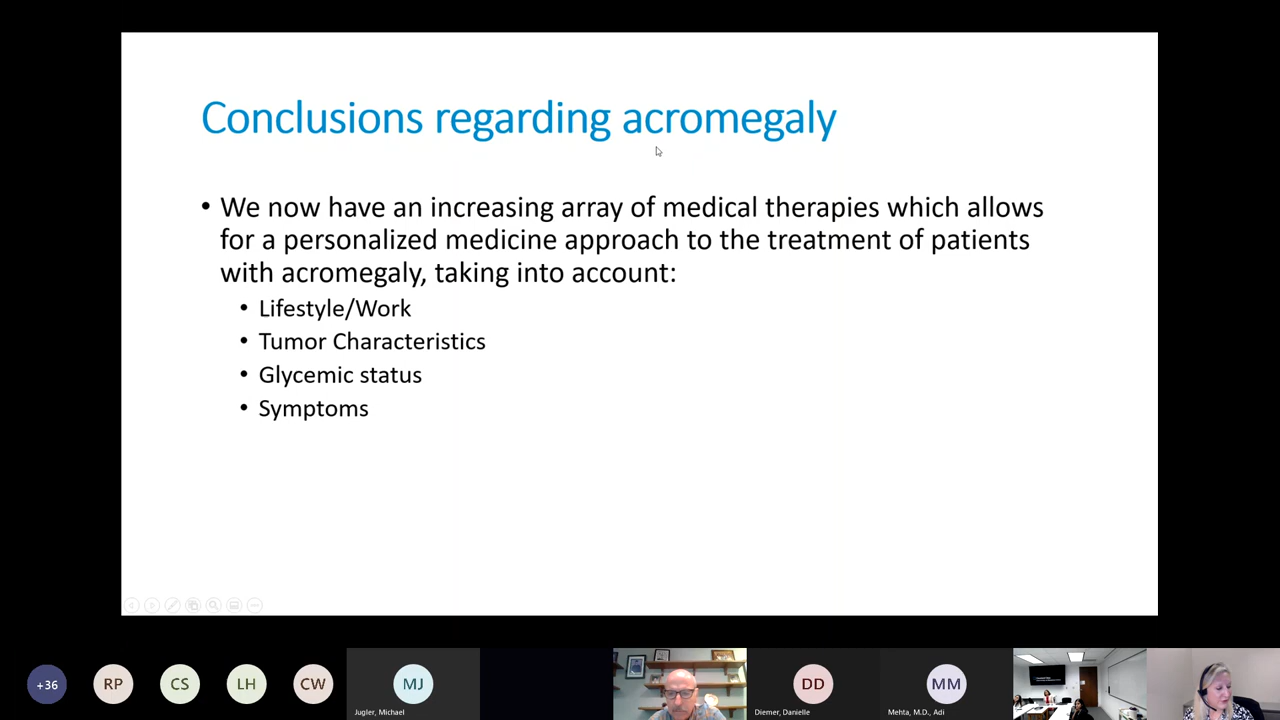 Conclusions regarding acromegaly
• We now have an increasing array of medical therapies which allows
for a personalized medicine approach to the treatment of patients
with acromegaly, taking into account:
• Lifestyle/Work
• Tumor Characteristics
• Glycemic status
• Symptoms
+36
RP
CS
LH
CW
MJ
Jugler, Michael
DD
Diemer, Danielle
MM
Mehta, M.D., Adi